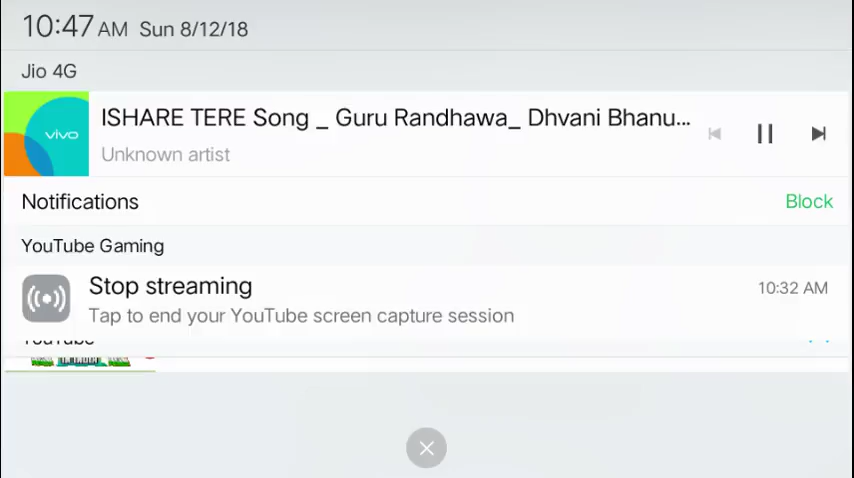 10:47 AM Sun 8/12/18
Jio 4G
vivo
ISHARE TERE Song _ Guru Randhawa_ Dhvani Bhanu...
Unknown artist
Notifications Block
YouTube Gaming
Stop streaming 10:32 AM
Tap to end your YouTube screen capture session
YouTube